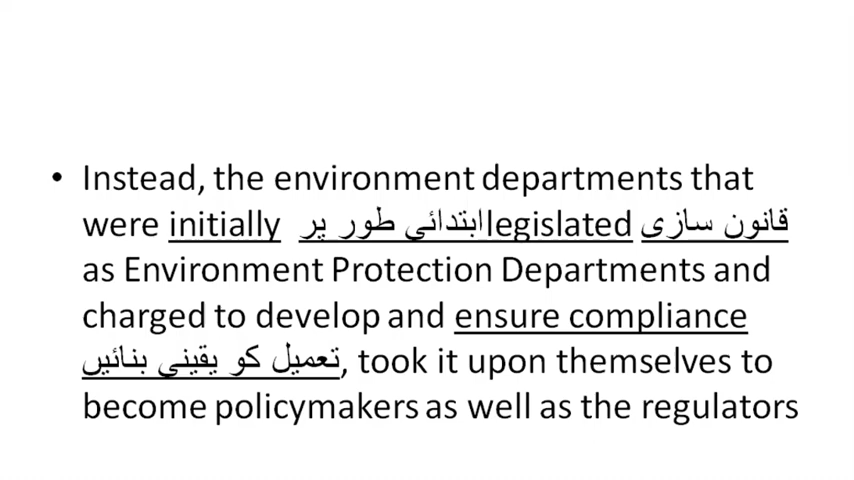 • Instead, the environment departments that
were initially ابتدائی طور پر legislated قانون سازی
as Environment Protection Departments and
charged to develop and ensure compliance
تعمیل کو یقینی بنائیں, took it upon themselves to
become policymakers as well as the regulators